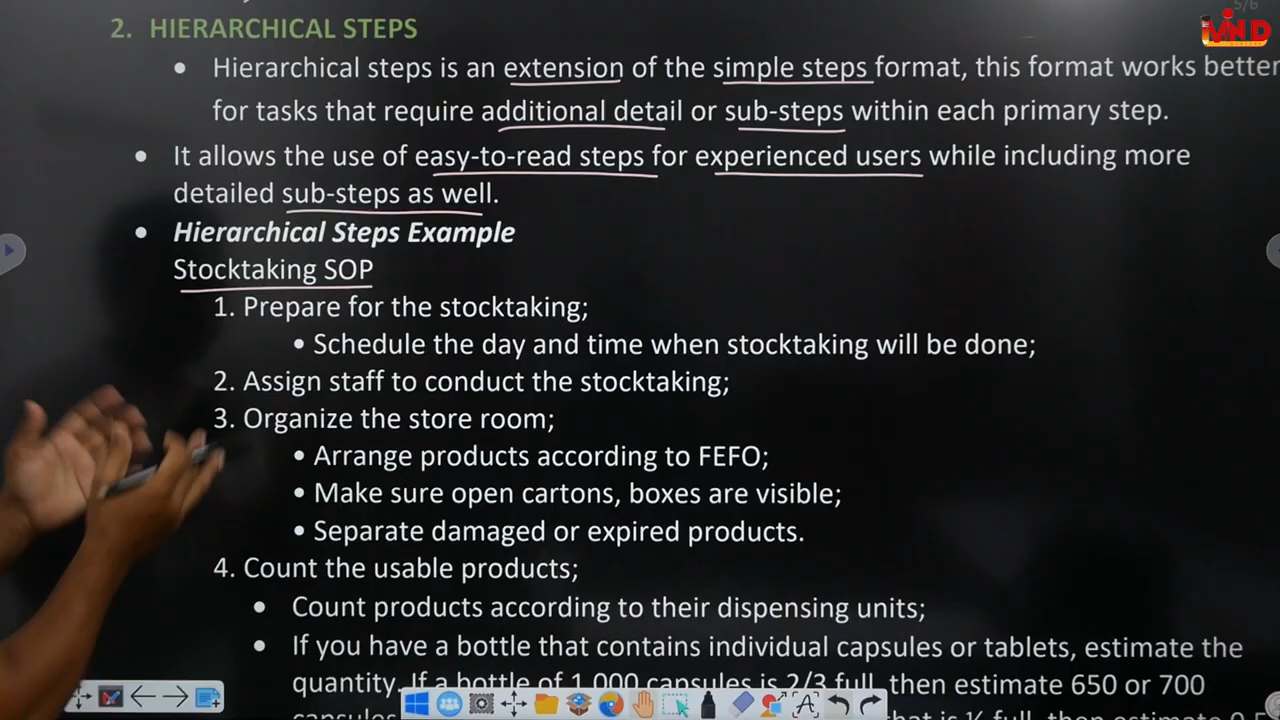 5/6
2. HIERARCHICAL STEPS
• Hierarchical steps is an extension of the simple steps format, this format works better
for tasks that require additional detail or sub-steps within each primary step.
• It allows the use of easy-to-read steps for experienced users while including more
detailed sub-steps as well.
• Hierarchical Steps Example
Stocktaking SOP
1. Prepare for the stocktaking;
• Schedule the day and time when stocktaking will be done;
2. Assign staff to conduct the stocktaking;
3. Organize the store room;
• Arrange products according to FEFO;
• Make sure open cartons, boxes are visible;
• Separate damaged or expired products.
4. Count the usable products;
• Count products according to their dispensing units;
• If you have a bottle that contains individual capsules or tablets, estimate the
quantity. If a bottle of 1,000 capsules is 2/3 full, then estimate 650 or 700